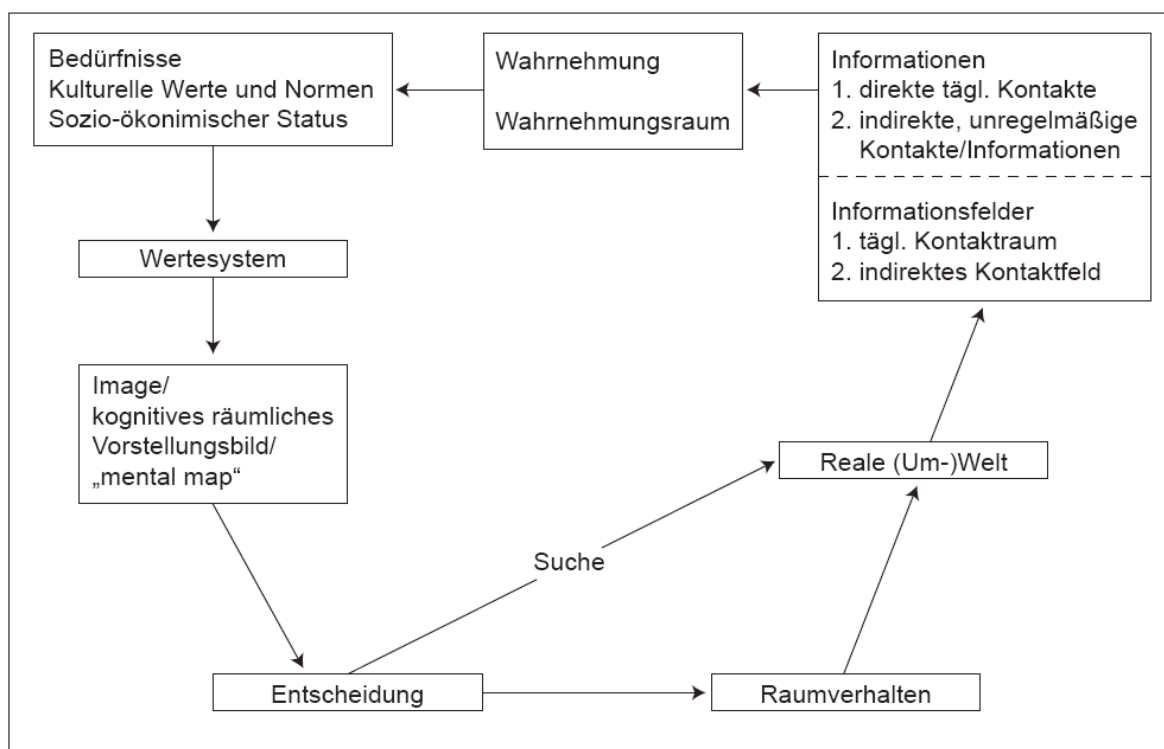 Bedürfnisse
Kulturelle Werte und Normen
Sozio-ökonimischer Status
Wahrnehmung
Wahrnehmungsraum
Informationen
1. direkte tägl. Kontakte
2. indirekte, unregelmäßige
Kontakte/Informationen
Informationsfelder
1. tägl. Kontaktraum
2. indirektes Kontaktfeld
Wertesystem
Image/
kognitives räumliches
Vorstellungsbild/
„mental map“
Reale (Um-)Welt
Suche
Entscheidung
Raumverhalten